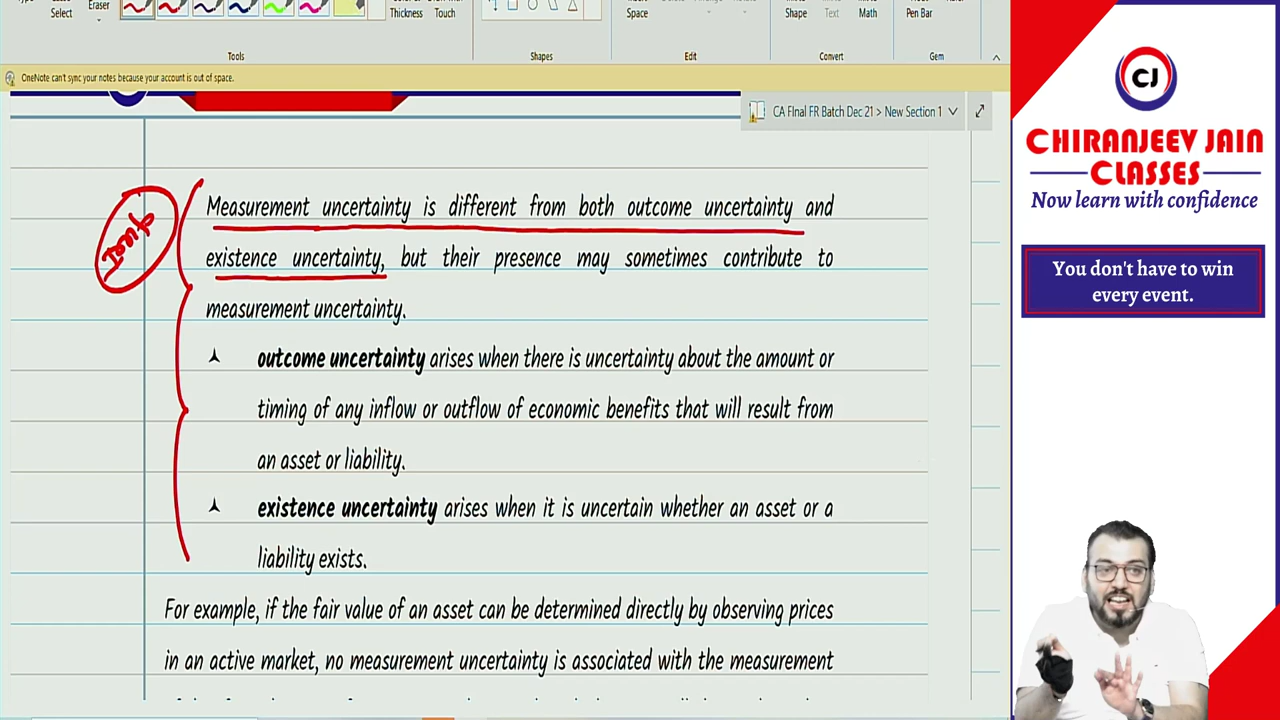 Eraser
Select
Thickness
Touch
Space
Shape
Text
Math
Pen Bar
Tools
Shapes
Edit
Convert
Gem
OneNote can't sync your notes because your account is out of space.
CA FInal FR Batch Dec 21 > New Section 1
Measurement uncertainty is different from both outcome uncertainty and
existence uncertainty, but their presence may sometimes contribute to
measurement uncertainty.
outcome uncertainty arises when there is uncertainty about the amount or
timing of any inflow or outflow of economic benefits that will result from
an asset or liability.
existence uncertainty arises when it is uncertain whether an asset or a
liability exists.
For example, if the fair value of an asset can be determined directly by observing prices
in an active market, no measurement uncertainty is associated with the measurement
CJ
CHIRANJEEV JAIN
CLASSES
Now learn with confidence
You don't have to win
every event.